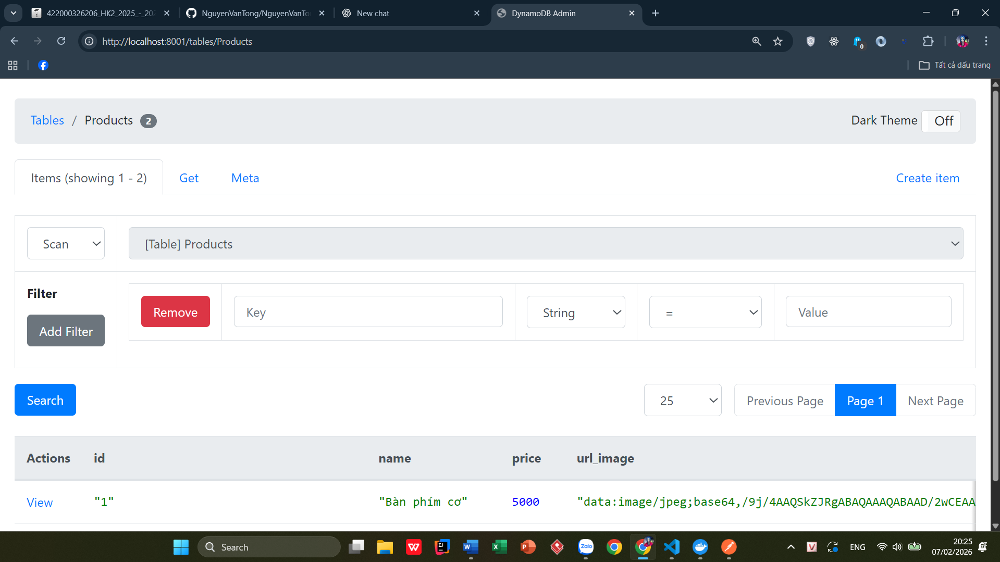 422000326206_HK2_2025_-_202
NguyenVanTong/NguyenVanTo
New chat
DynamoDB Admin
http://localhost:8001/tables/Products
0
Tất cả dấu trang
Tables / Products 2
Dark Theme Off
Items (showing 1 - 2)
Get
Meta
Create item
Scan
[Table] Products
Filter
Add Filter
Remove
Key
String
=
Value
Search
25
Previous Page
Page 1
Next Page
Actions id name price url_image
View "1" "Bàn phím cơ" 5000 "data:image/jpeg;base64,/9j/4AAQSkZJRgABAQAAAQABAAD/2wCEAA
Search
Zalo
ENG
20:25
07/02/2026